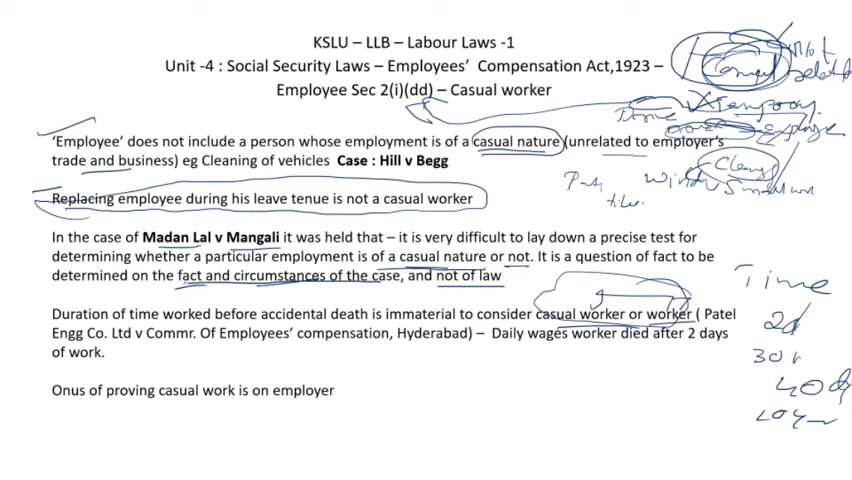 KSLU – LLB – Labour Laws -1
Unit -4 : Social Security Laws – Employees’ Compensation Act,1923 –
Employee Sec 2(i)(dd) – Casual worker
‘Employee’ does not include a person whose employment is of a casual nature (unrelated to employer’s
trade and business) eg Cleaning of vehicles Case : Hill v Begg
Replacing employee during his leave tenue is not a casual worker
In the case of Madan Lal v Mangali it was held that – it is very difficult to lay down a precise test for
determining whether a particular employment is of a casual nature or not. It is a question of fact to be
determined on the fact and circumstances of the case, and not of law
Duration of time worked before accidental death is immaterial to consider casual worker or worker ( Patel
Engg Co. Ltd v Commr. Of Employees’ compensation, Hyderabad) – Daily wages worker died after 2 days
of work.
Onus of proving casual work is on employer
Casual
Not
Time
2d